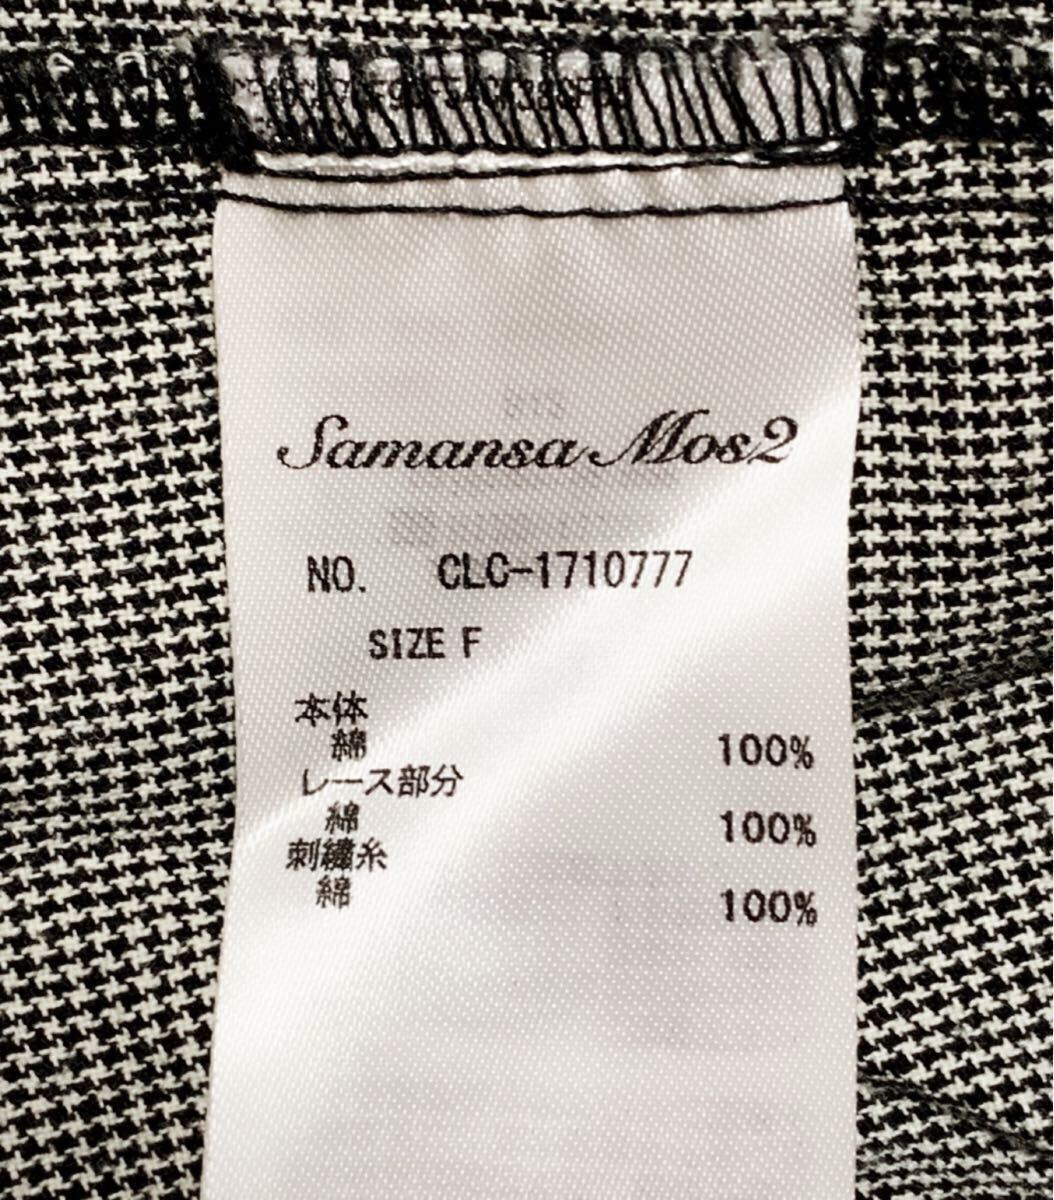 Samansa Mos2
NO. CLC-1710777
SIZE F
本体
綿 100%
レース部分
綿 100%
刺繍糸
綿 100%